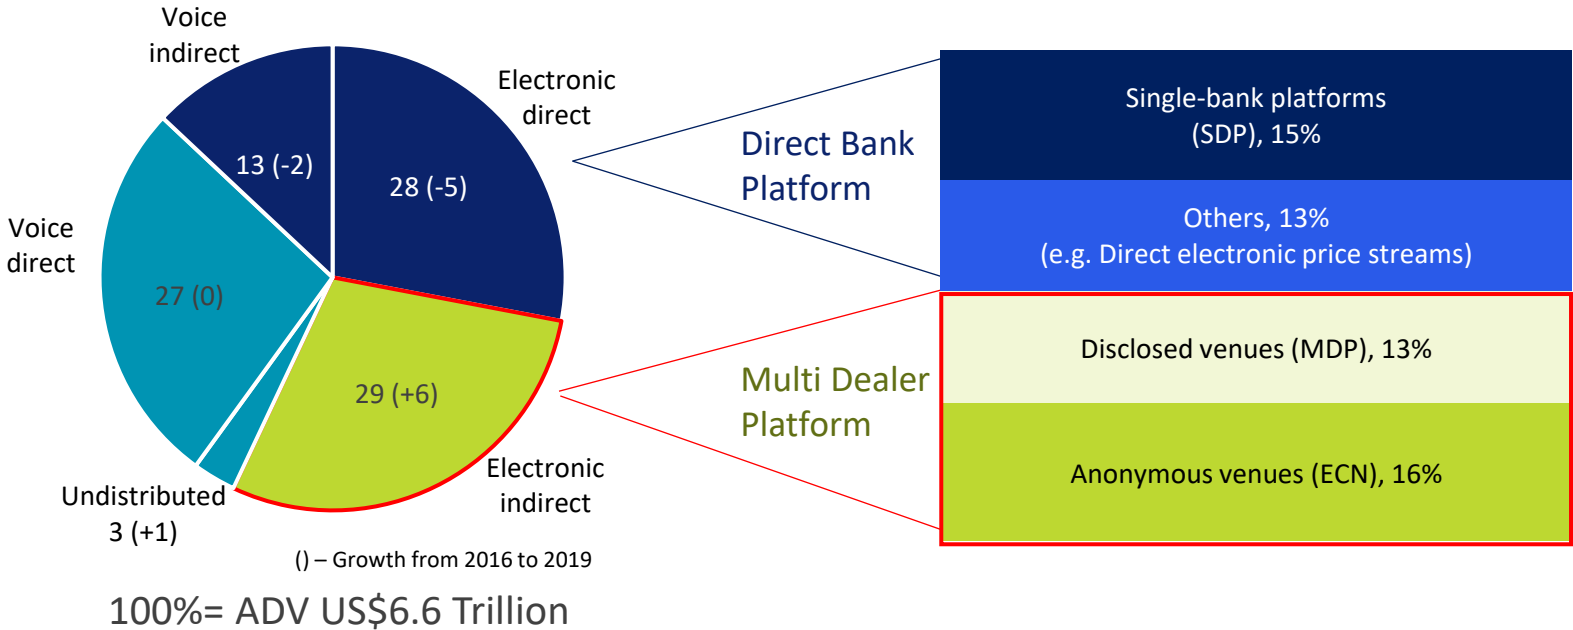 Voice
indirect
Electronic
direct
13 (-2)
28 (-5)
Voice
direct
27 (0)
29 (+6)
Electronic
indirect
Undistributed
3 (+1)
() – Growth from 2016 to 2019
100%= ADV US$6.6 Trillion
Direct Bank
Platform
Multi Dealer
Platform
Single-bank platforms
(SDP), 15%
Others, 13%
(e.g. Direct electronic price streams)
Disclosed venues (MDP), 13%
Anonymous venues (ECN), 16%